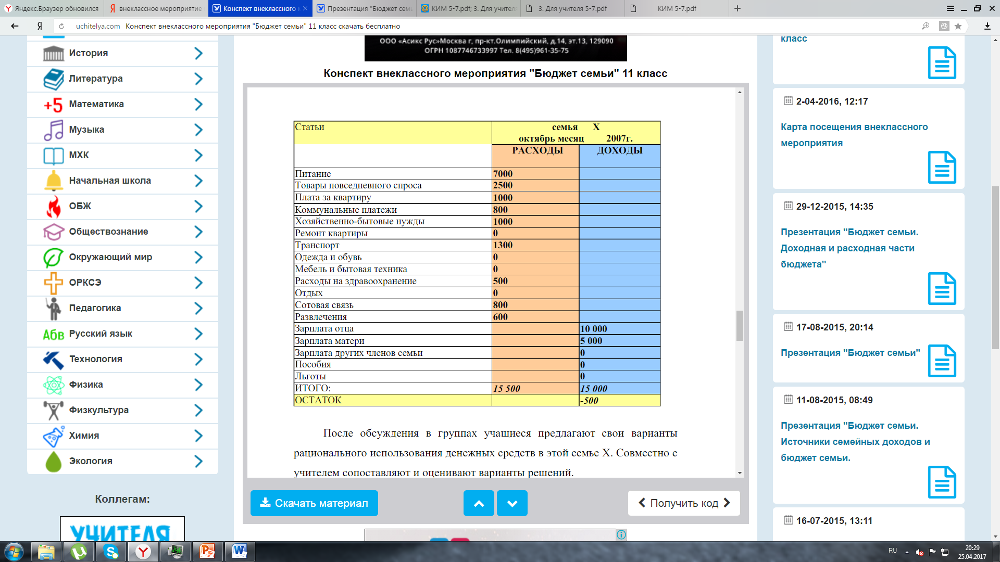 Яндекс.Браузер обновился
внеклассное мероприятие
Конспект внеклассного
Презентация "Бюджет сем
КИМ 5-7.pdf; 3. Для учител
3. Для учителя 5-7.pdf
КИМ 5-7.pdf
uchitelya.com Конспект внеклассного мероприятия "Бюджет семьи" 11 класс скачать бесплатно
История
Литература
+5 Математика
Музыка
МХК
Начальная школа
ОБЖ
Обществознание
Окружающий мир
ОРКСЭ
Педагогика
Абв Русский язык
Технология
Физика
Физкультура
Химия
Экология
Коллегам:
УЧИТЕЛЯ
ООО «Асикс Рус»Москва г, пр-кт.Олимпийский, д.14, эт.13, 129090
ОГРН 1087746733997 Тел. 8(495)961-35-75
Конспект внеклассного мероприятия "Бюджет семьи" 11 класс
Статьи семья X
октябрь месяц 2007г.
РАСХОДЫ ДОХОДЫ
Питание 7000
Товары повседневного спроса 2500
Плата за квартиру 1000
Коммунальные платежи 800
Хозяйственно-бытовые нужды 1000
Ремонт квартиры 0
Транспорт 1300
Одежда и обувь 0
Мебель и бытовая техника 0
Расходы на здравоохранение 500
Отдых 0
Сотовая связь 800
Развлечения 600
Зарплата отца 10 000
Зарплата матери 5 000
Зарплата других членов семьи 0
Пособия 0
Льготы 0
ИТОГО: 15 500 15 000
ОСТАТОК -500
После обсуждения в группах учащиеся предлагают свои варианты
рационального использования денежных средств в этой семье X. Совместно с
учителем сопоставляют и оценивают варианты решений.
Скачать материал
Получить код
класс
2-04-2016, 12:17
Карта посещения внеклассного
мероприятия
29-12-2015, 14:35
Презентация "Бюджет семьи.
Доходная и расходная части
бюджета"
17-08-2015, 20:14
Презентация "Бюджет семьи"
11-08-2015, 08:49
Презентация "Бюджет семьи.
Источники семейных доходов и
бюджет семьи.
16-07-2015, 13:11
RU
20:29
25.04.2017